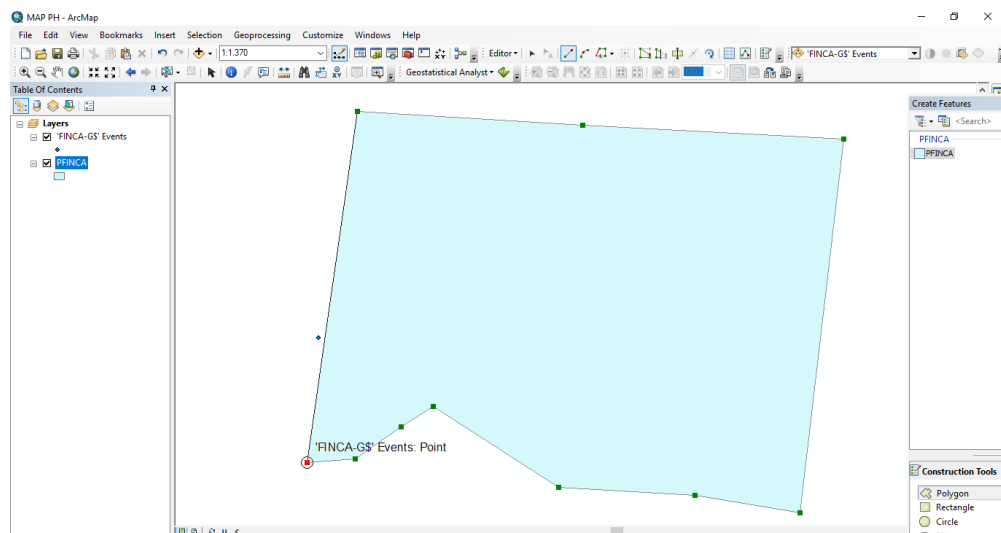 MAP PH - ArcMap
File Edit View Bookmarks Insert Selection Geoprocessing Customize Windows Help
1:1.370
Editor
'FINCA-G$' Events
Geostatistical Analyst
Table Of Contents
Layers
'FINCA-G$' Events
PFINCA
'FINCA-G$' Events: Point
Create Features
<Search>
PFINCA
PFINCA
Construction Tools
Polygon
Rectangle
Circle